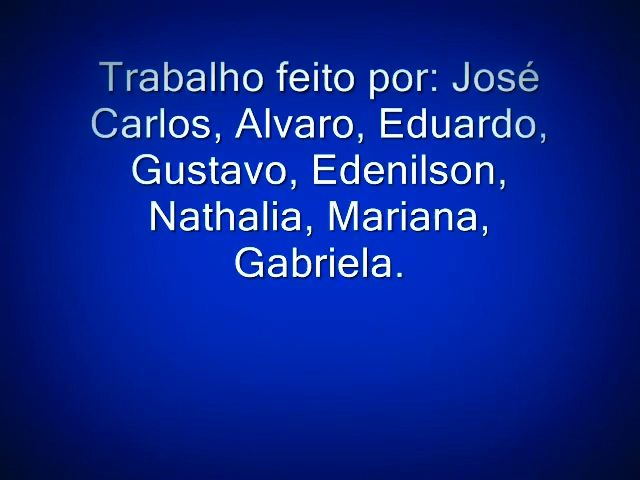 Trabalho feito por: José
Carlos, Alvaro, Eduardo,
Gustavo, Edenilson,
Nathalia, Mariana,
Gabriela.